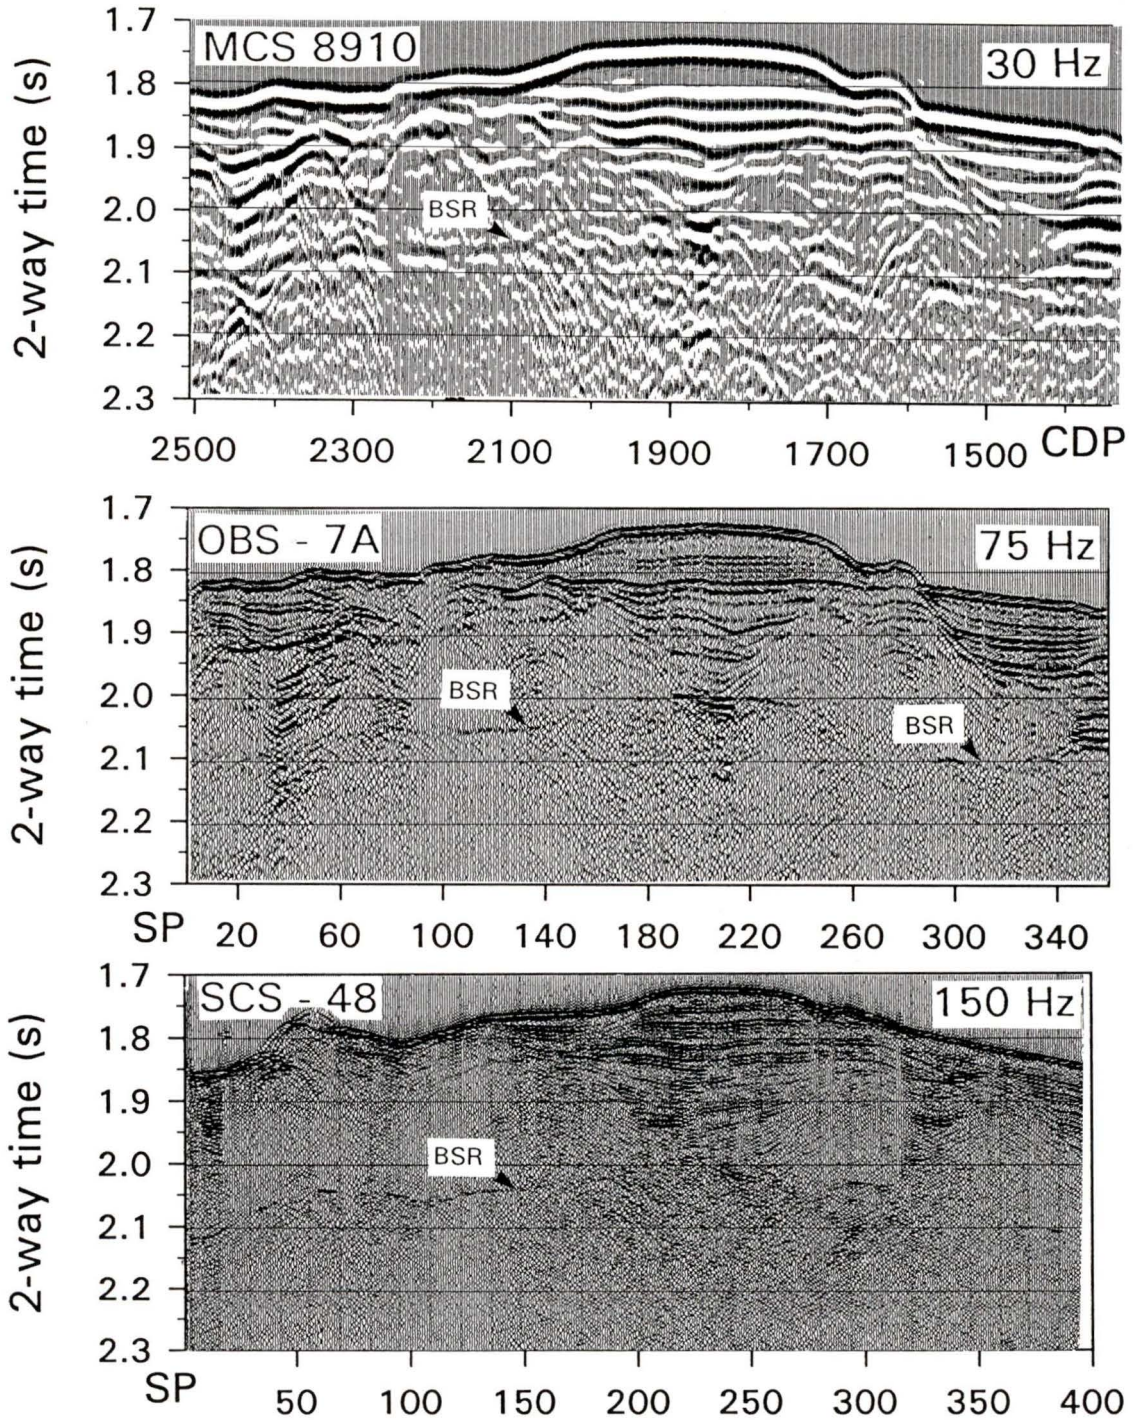 MCS 8910
30 Hz
2-way time (s)
1.7
1.8
1.9
2.0
2.1
2.2
2.3
BSR
2500 2300 2100 1900 1700 1500 CDP
OBS - 7A
75 Hz
2-way time (s)
1.7
1.8
1.9
2.0
2.1
2.2
2.3
BSR
BSR
SP 20 60 100 140 180 220 260 300 340
SCS - 48
150 Hz
2-way time (s)
1.7
1.8
1.9
2.0
2.1
2.2
2.3
BSR
SP 50 100 150 200 250 300 350 400